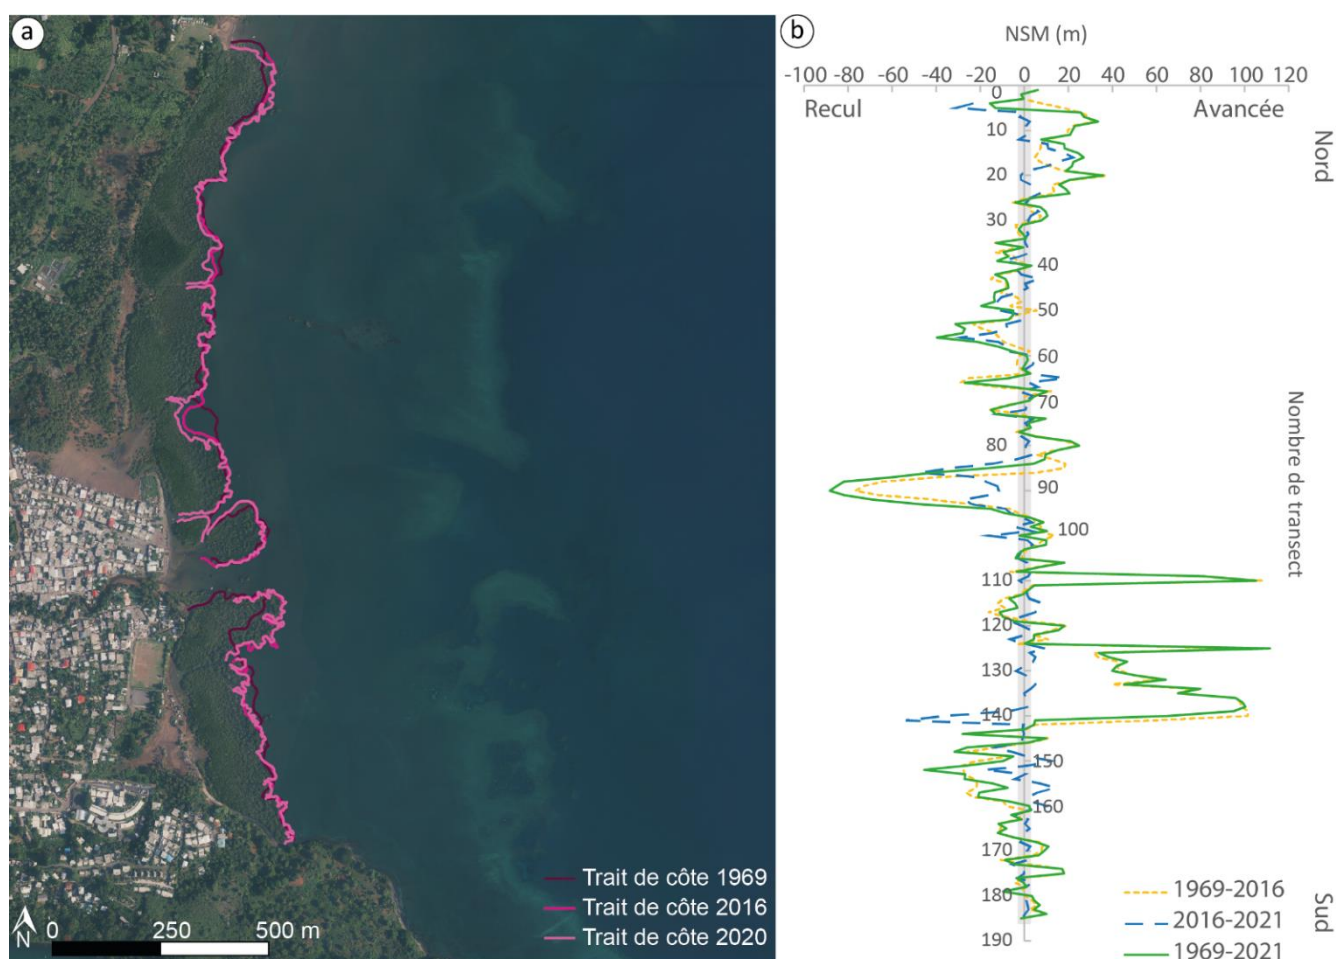 a
Trait de côte 1969
Trait de côte 2016
Trait de côte 2020
N
0 250 500 m
b
NSM (m)
-100 -80 -60 -40 -20 0 20 40 60 80 100 120
Recul
Avancée
0
10
20
30
40
50
60
70
80
90
100
110
120
130
140
150
160
170
180
190
Nord
Nombre de transect
Sud
1969-2016
2016-2021
1969-2021